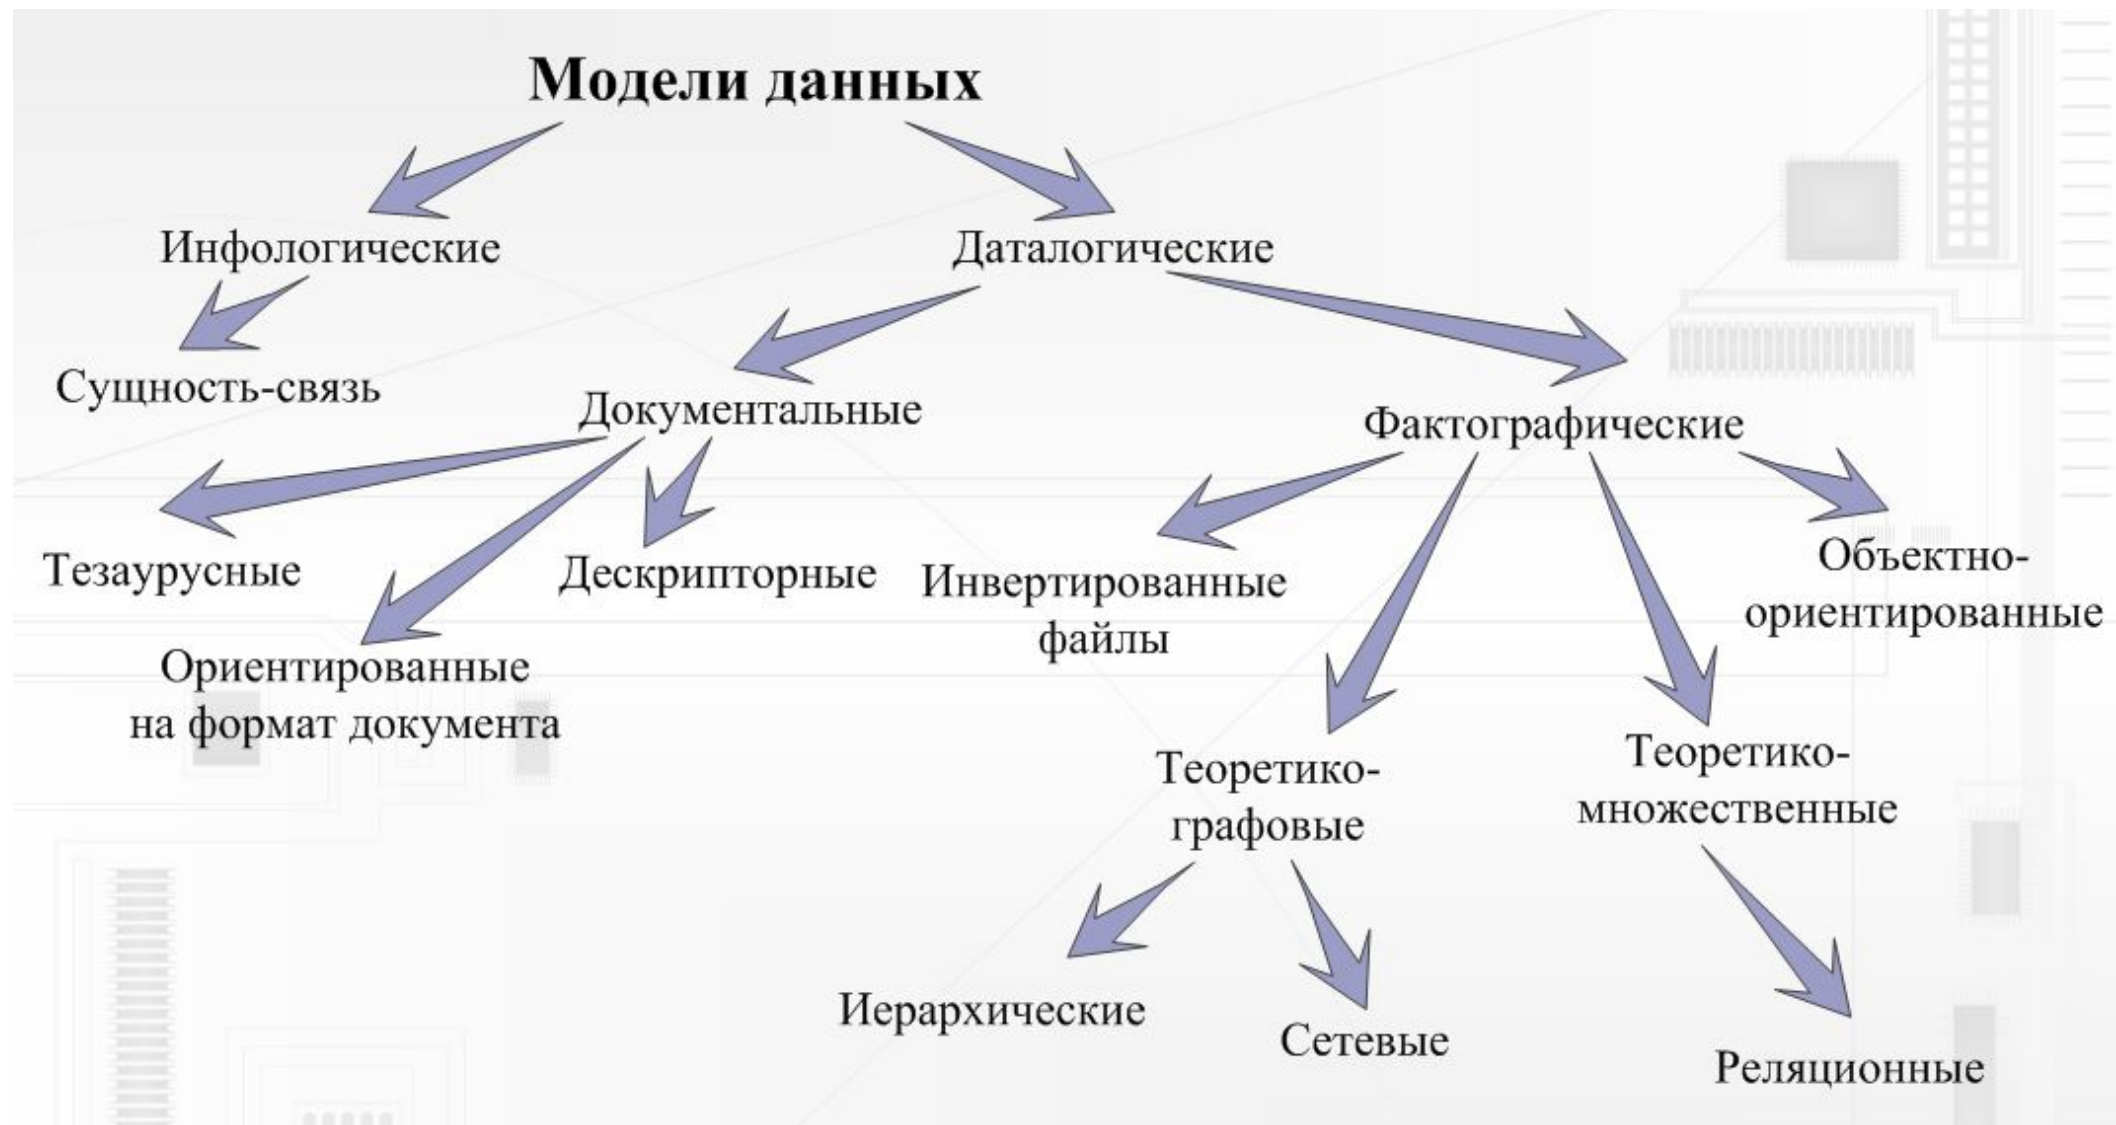 Модели данных
Инфологические
Даталогические
Сущность-связь
Документальные
Фактографические
Тезаурусные
Дескрипторные
Инвертированные
файлы
Объектно-
ориентированные
Ориентированные
на формат документа
Теоретико-
графовые
Теоретико-
множественные
Иерархические
Сетевые
Реляционные